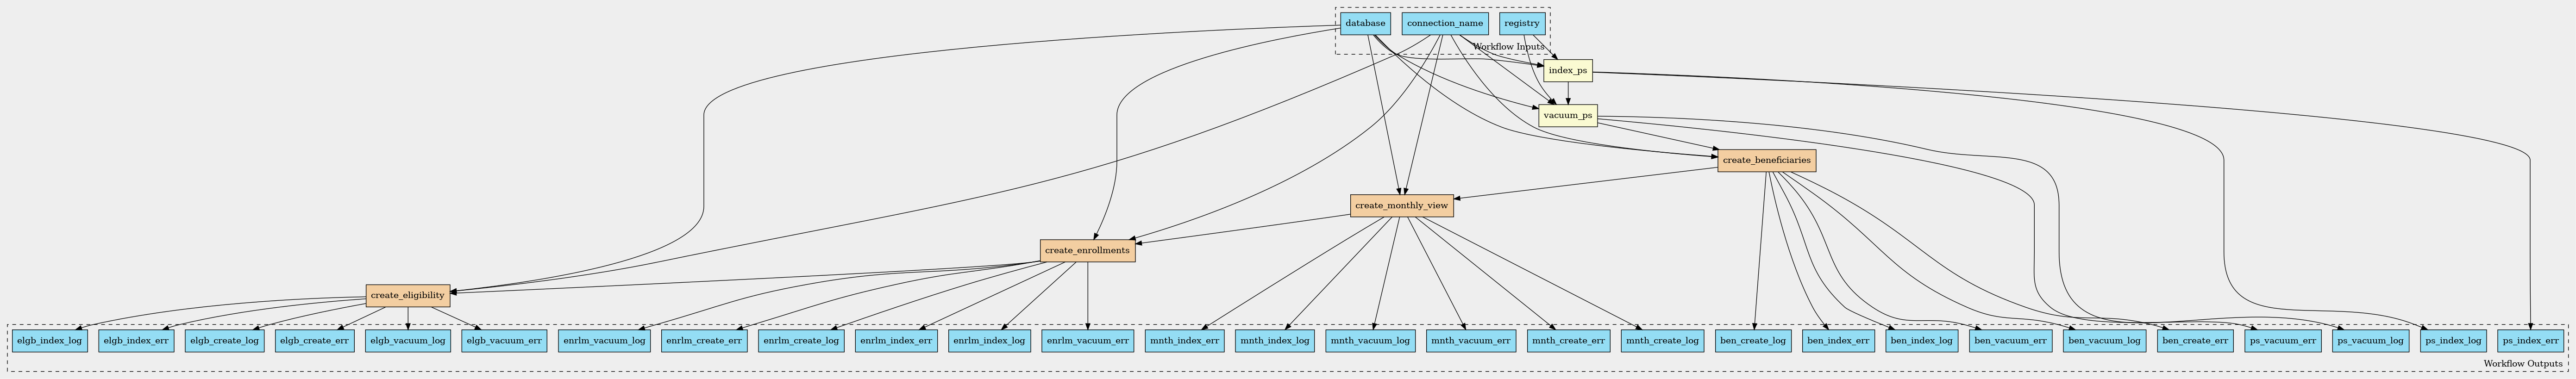 database
connection_name
registry
Workflow Inputs
index_ps
vacuum_ps
create_beneficiaries
create_monthly_view
create_enrollments
create_eligibility
elgb_index_log
elgb_index_err
elgb_create_log
elgb_create_err
elgb_vacuum_log
elgb_vacuum_err
enrlm_vacuum_log
enrlm_create_err
enrlm_create_log
enrlm_index_err
enrlm_index_log
enrlm_vacuum_err
mnth_index_err
mnth_index_log
mnth_vacuum_log
mnth_vacuum_err
mnth_create_err
mnth_create_log
ben_create_log
ben_index_err
ben_index_log
ben_vacuum_err
ben_vacuum_log
ben_create_err
ps_vacuum_err
ps_vacuum_log
ps_index_log
ps_index_err
Workflow Outputs